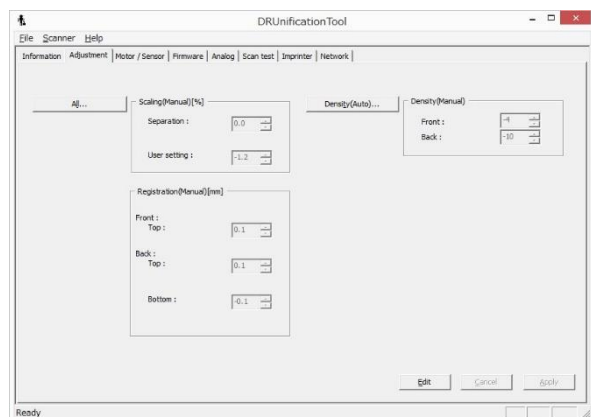 DRUnificationTool
File Scanner Help
Information Adjustment Motor / Sensor Firmware Analog Scan test Imprinter Network
All...
Scaling(Manual)[%]
Separation : 0.0
User setting : -1.2
Density(Auto)...
Density(Manual)
Front : -4
Back : -10
Registration(Manual)[mm]
Front :
Top : 0.1
Back :
Top : 0.1
Bottom : -0.1
Edit Cancel Apply
Ready